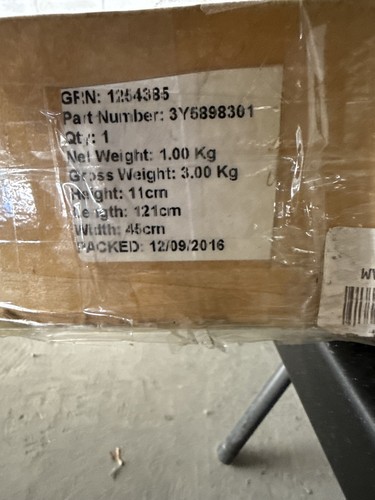 GRN: 1254385
Part Number: 3Y5898301
Qty: 1
Net Weight: 1.00 Kg
Gross Weight: 3.00 Kg
Height: 11cm
Length: 121cm
Width: 45cm
PACKED: 12/09/2016